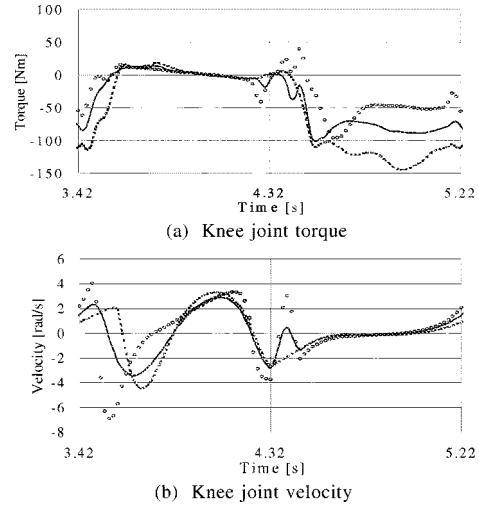 100
50
0
-50
-100
-150
Torque [Nm]
3.42 4.32 5.22
Time [s]
(a) Knee joint torque
6
4
2
0
-2
-4
-6
-8
Velocity [rad/s]
3.42 4.32 5.22
Time [s]
(b) Knee joint velocity